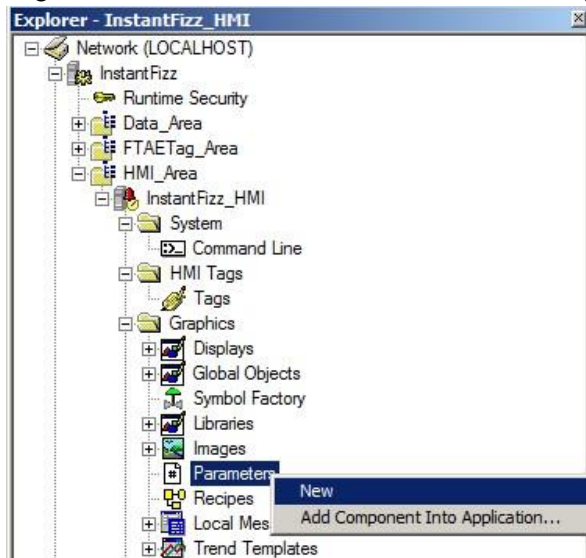 Explorer - InstantFizz_HMI
Network (LOCALHOST)
InstantFizz
Runtime Security
Data_Area
FTAETag_Area
HMI_Area
InstantFizz_HMI
System
Command Line
HMI Tags
Tags
Graphics
Displays
Global Objects
Symbol Factory
Libraries
Images
Parameters
New
Recipes
Add Component Into Application...
Local Mes
Trend Templates